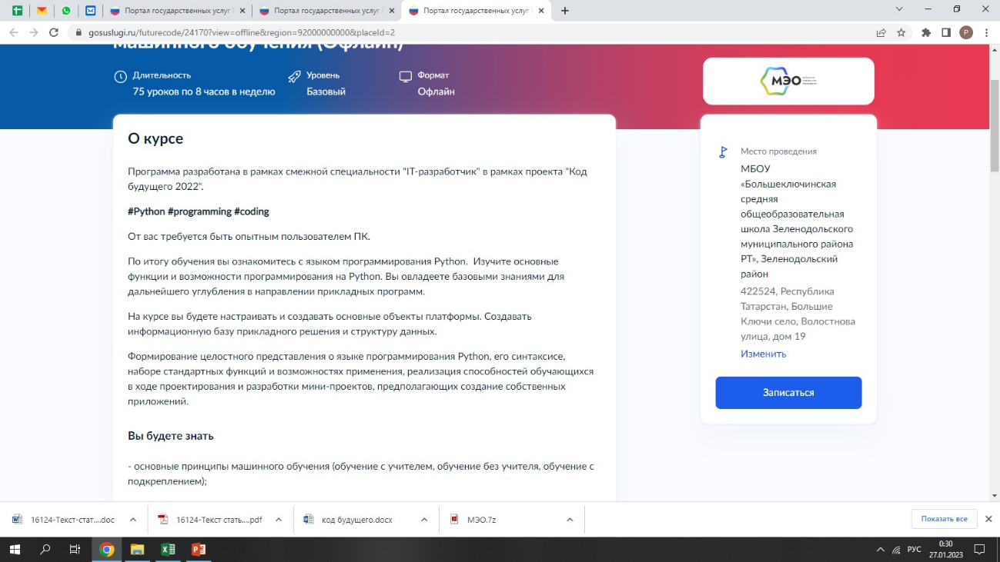 Портал государственных услуг
Портал государственных услуг
Портал государственных услуг
gosuslugi.ru/futurecode/24170?view=offline&region=92000000000&placeId=2
P
машинного обучения (Офлайн)
Длительность
75 уроков по 8 часов в неделю
Уровень
Базовый
Формат
Офлайн
МЭО
О курсе
Программа разработана в рамках смежной специальности "IT-разработчик" в рамках проекта "Код
будущего 2022".
#Python #programming #coding
От вас требуется быть опытным пользователем ПК.
По итогу обучения вы ознакомитесь с языком программирования Python. Изучите основные
функции и возможности программирования на Python. Вы овладеете базовыми знаниями для
дальнейшего углубления в направлении прикладных программ.
На курсе вы будете настраивать и создавать основные объекты платформы. Создавать
информационную базу прикладного решения и структуру данных.
Формирование целостного представления о языке программирования Python, его синтаксисе,
наборе стандартных функций и возможностях применения, реализация способностей обучающихся
в ходе проектирования и разработки мини-проектов, предполагающих создание собственных
приложений.
Вы будете знать
- основные принципы машинного обучения (обучение с учителем, обучение без учителя, обучение с
подкреплением);
Место проведения
МБОУ
«Большеключинская
средняя
общеобразовательная
школа Зеленодольского
муниципального района
РТ», Зеленодольский
район
422524, Республика
Татарстан, Большие
Ключи село, Волостнова
улица, дом 19
Изменить
Записаться
16124-Текст-стат....doc
16124-Текст стать....pdf
код будущего.docx
МЭО.7z
Показать все
РУС
0:30
27.01.2023